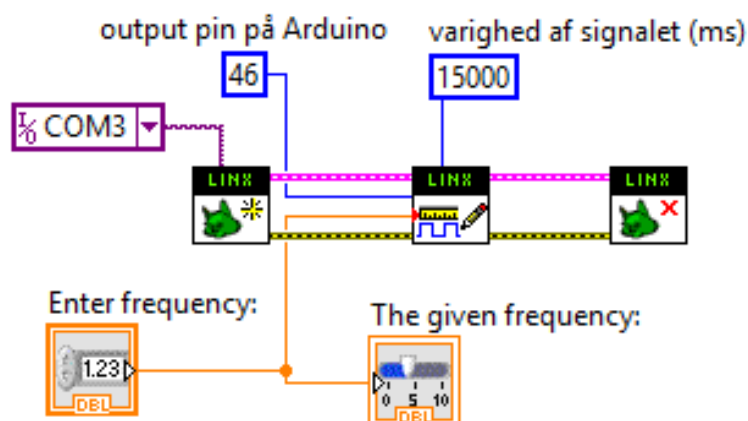 output pin på Arduino
varighed af signalet (ms)
46
15000
I/O COM3
LINX
LINX
LINX
Enter frequency:
The given frequency:
1.23
DBL
0 5 10
DBL